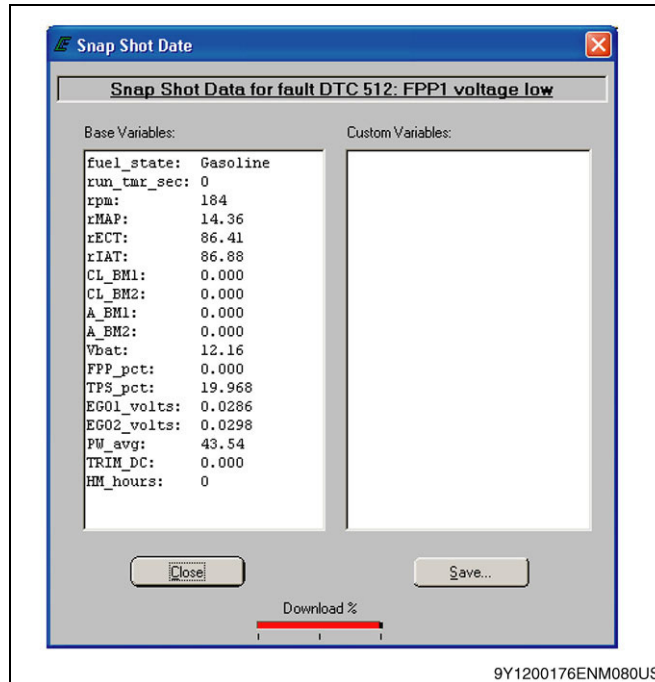 Snap Shot Date
Snap Shot Data for fault DTC 512: FPP1 voltage low
Base Variables:
fuel_state: Gasoline
run_tmr_sec: 0
rpm: 184
rMAP: 14.36
rECT: 86.41
rIAT: 86.88
CL_BM1: 0.000
CL_BM2: 0.000
A_BM1: 0.000
A_BM2: 0.000
Vbat: 12.16
FPP_pct: 0.000
TPS_pct: 19.968
EGO1_volts: 0.0286
EGO2_volts: 0.0298
PW_avg: 43.54
TRIM_DC: 0.000
HM_hours: 0
Custom Variables:
Close
Save...
Download %
9Y1200176ENM080US